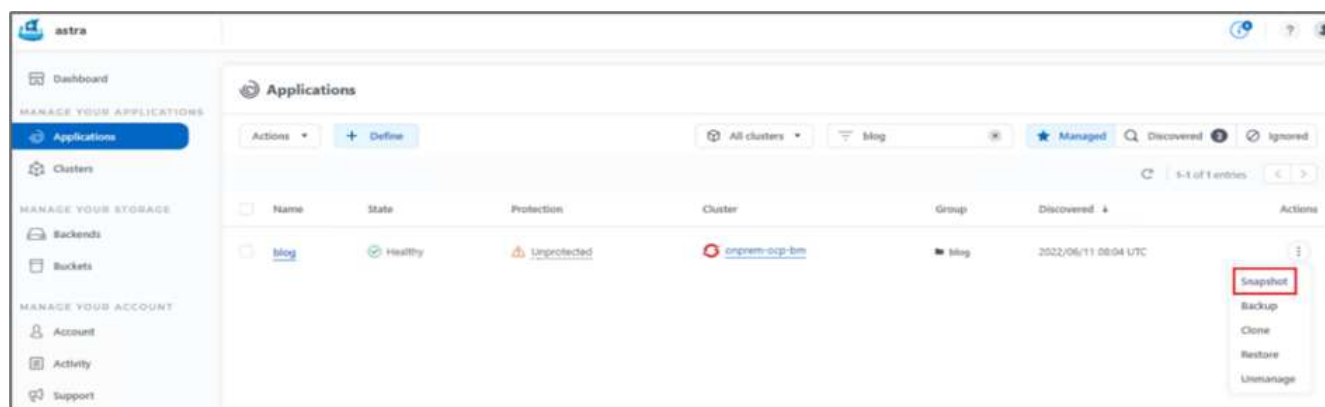 astra
?
Dashboard
Applications
MANAGE YOUR APPLICATIONS
Applications
Actions
+ Define
All clusters
blog
Managed
Discovered 3
Ignored
Clusters
1-1 of 1 entries
< >
MANAGE YOUR STORAGE
Name State Protection Cluster Group Discovered Actions
Backends
blog Healthy Unprotected onprem-ocp-bm blog 2022/06/11 08:04 UTC
Buckets
Snapshot
MANAGE YOUR ACCOUNT
Backup
Account
Clone
Activity
Restore
Support
Unmanage